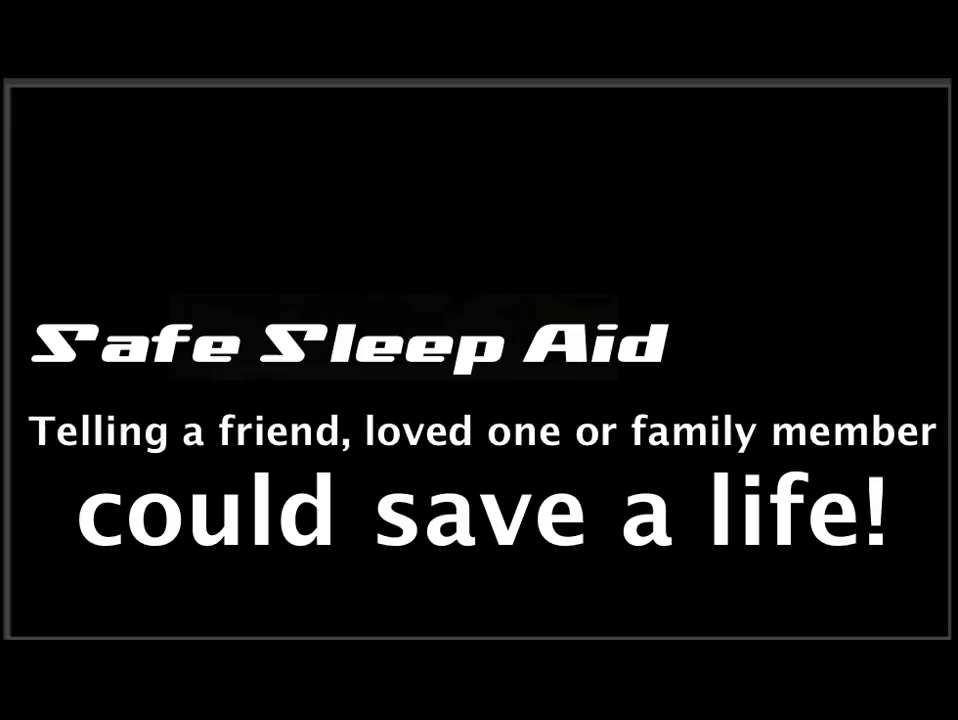 Safe Sleep Aid
Telling a friend, loved one or family member
could save a life!